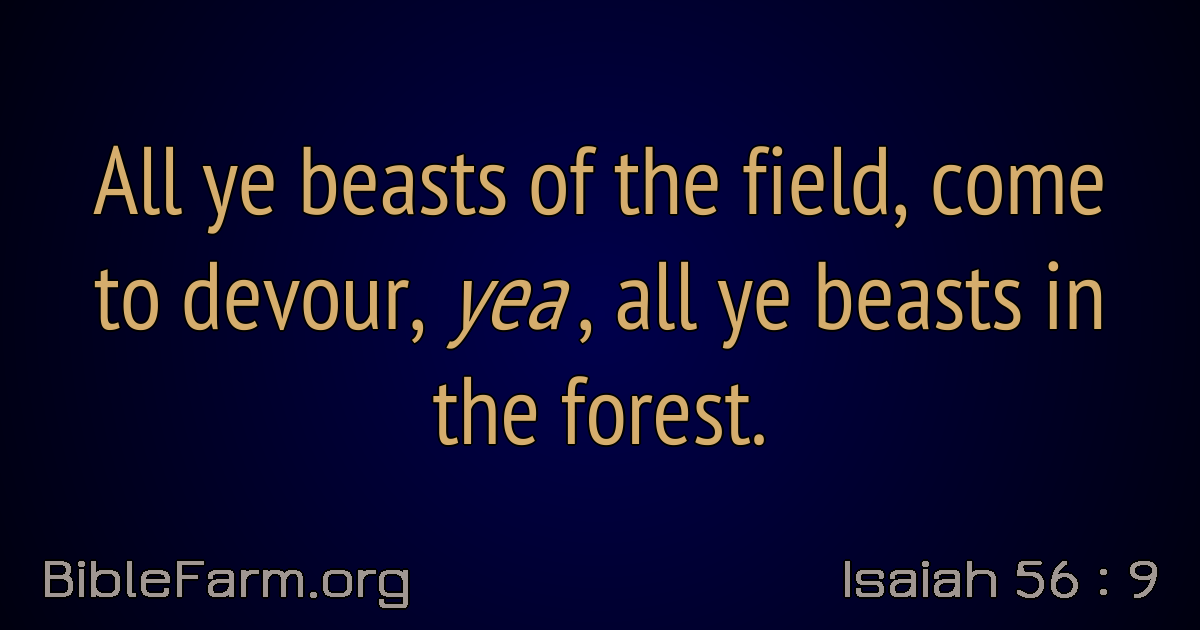 All ye beasts of the field, come
to devour, yea , all ye beasts in
the forest.
BibleFarm.org
Isaiah 56 : 9